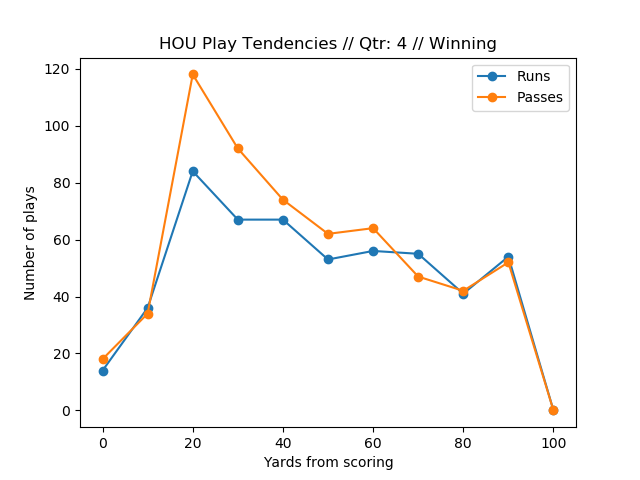 HOU Play Tendencies // Qtr: 4 // Winning
Runs
Passes
120
100
80
60
40
20
0
Number of plays
0 20 40 60 80 100
Yards from scoring